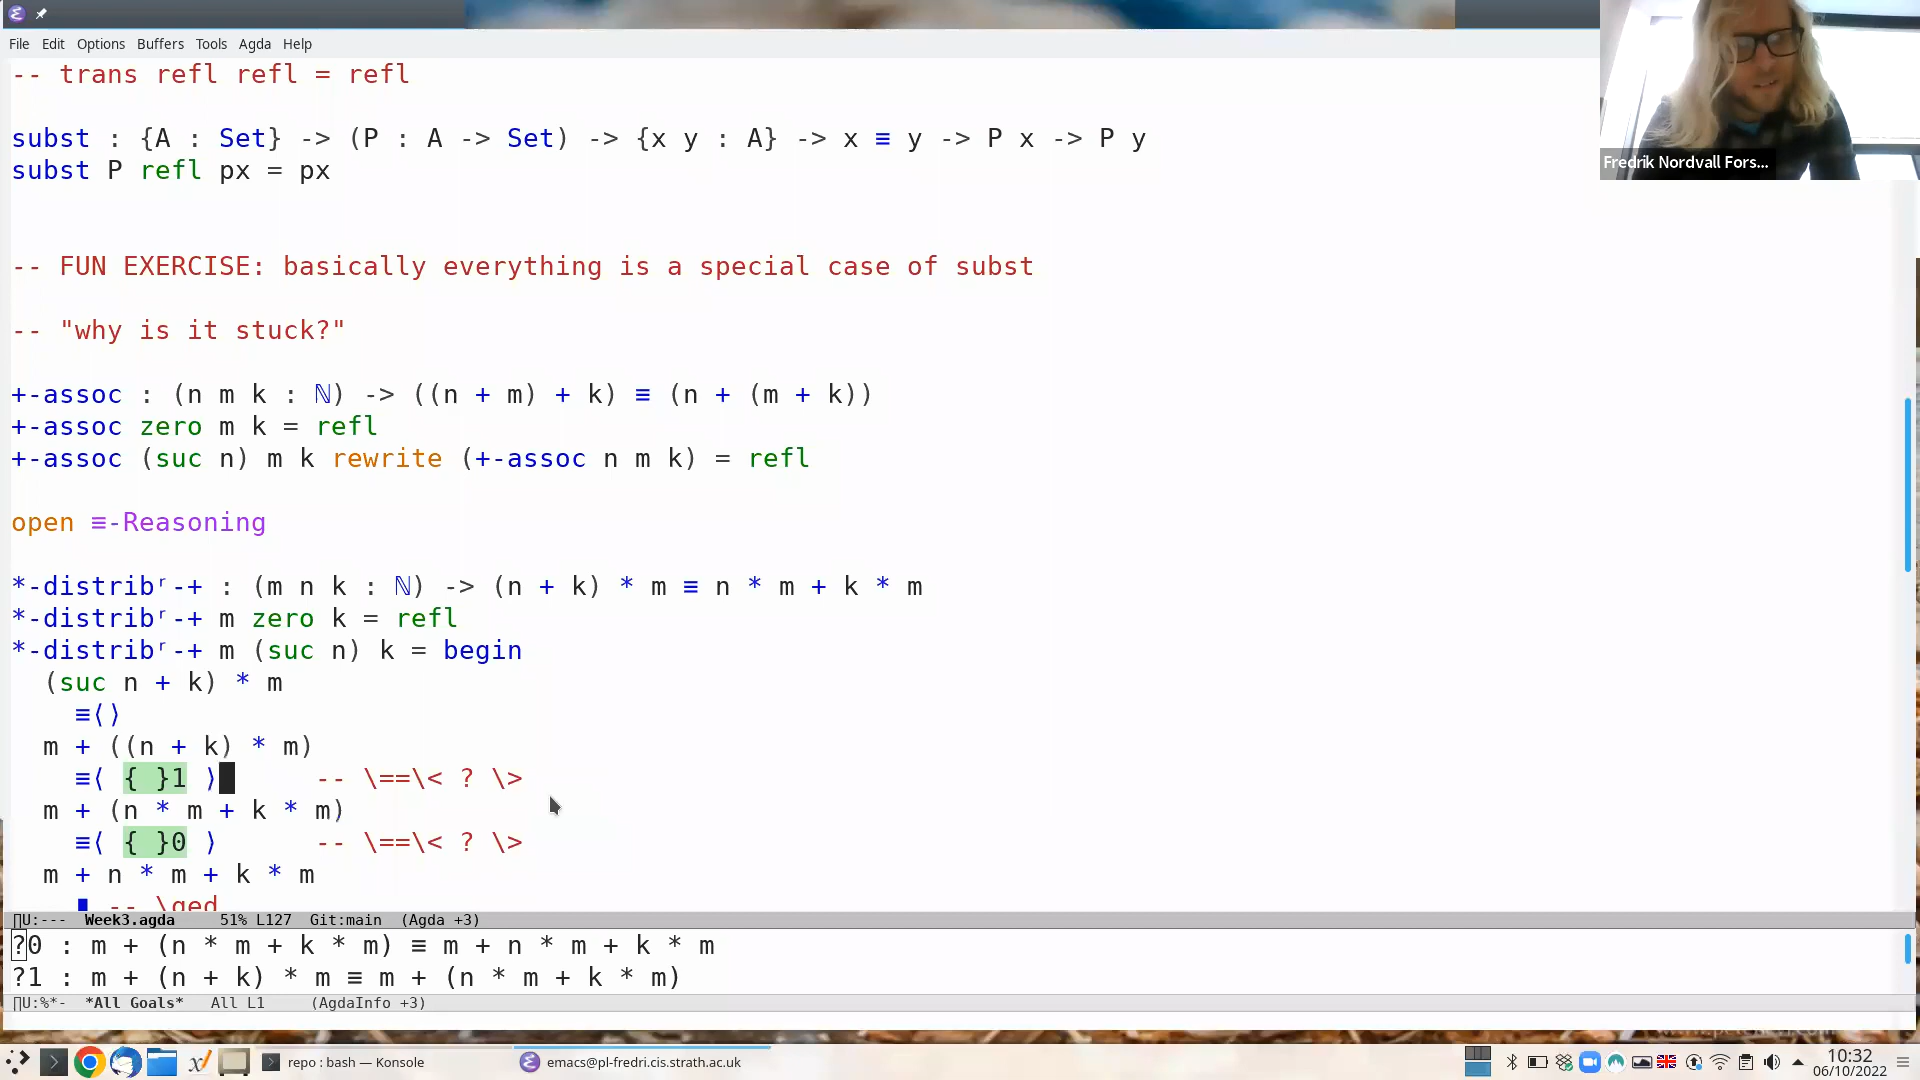 File Edit Options Buffers Tools Agda Help
-- trans refl refl = refl
subst : {A : Set} -> (P : A -> Set) -> {x y : A} -> x ≡ y -> P x -> P y
subst P refl px = px
Fredrik Nordvall Fors...
-- FUN EXERCISE: basically everything is a special case of subst
-- "why is it stuck?"
+-assoc : (n m k : ℕ) -> ((n + m) + k) ≡ (n + (m + k))
+-assoc zero m k = refl
+-assoc (suc n) m k rewrite (+-assoc n m k) = refl
open ≡-Reasoning
*-distribʳ-+ : (m n k : ℕ) -> (n + k) * m ≡ n * m + k * m
*-distribʳ-+ m zero k = refl
*-distribʳ-+ m (suc n) k = begin
(suc n + k) * m
≡⟨⟩
m + ((n + k) * m)
≡⟨ { }1 ⟩ -- \==\< ? \>
m + (n * m + k * m)
≡⟨ { }0 ⟩ -- \==\< ? \>
m + n * m + k * m
∎ -- \qed
U:--- Week3.agda 51% L127 Git:main (Agda +3)
?0 : m + (n * m + k * m) ≡ m + n * m + k * m
?1 : m + (n + k) * m ≡ m + (n * m + k * m)
U:%*- *All Goals* All L1 (AgdaInfo +3)
repo : bash — Konsole
emacs@pl-fredri.cis.strath.ac.uk
10:32
06/10/2022